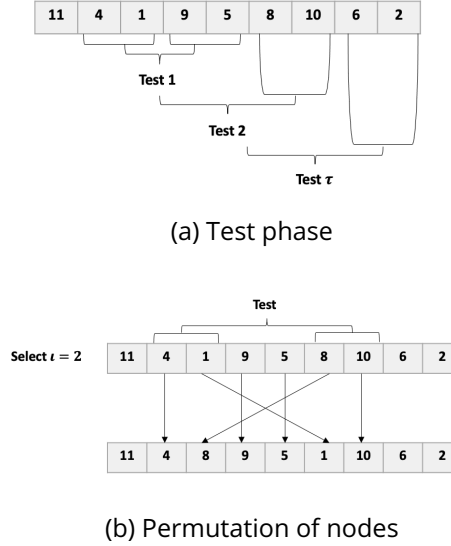 11 4 1 9 5 8 10 6 2
Test 1
Test 2
Test τ
(a) Test phase
Test
Select ι = 2
11 4 1 9 5 8 10 6 2
11 4 8 9 5 1 10 6 2
(b) Permutation of nodes